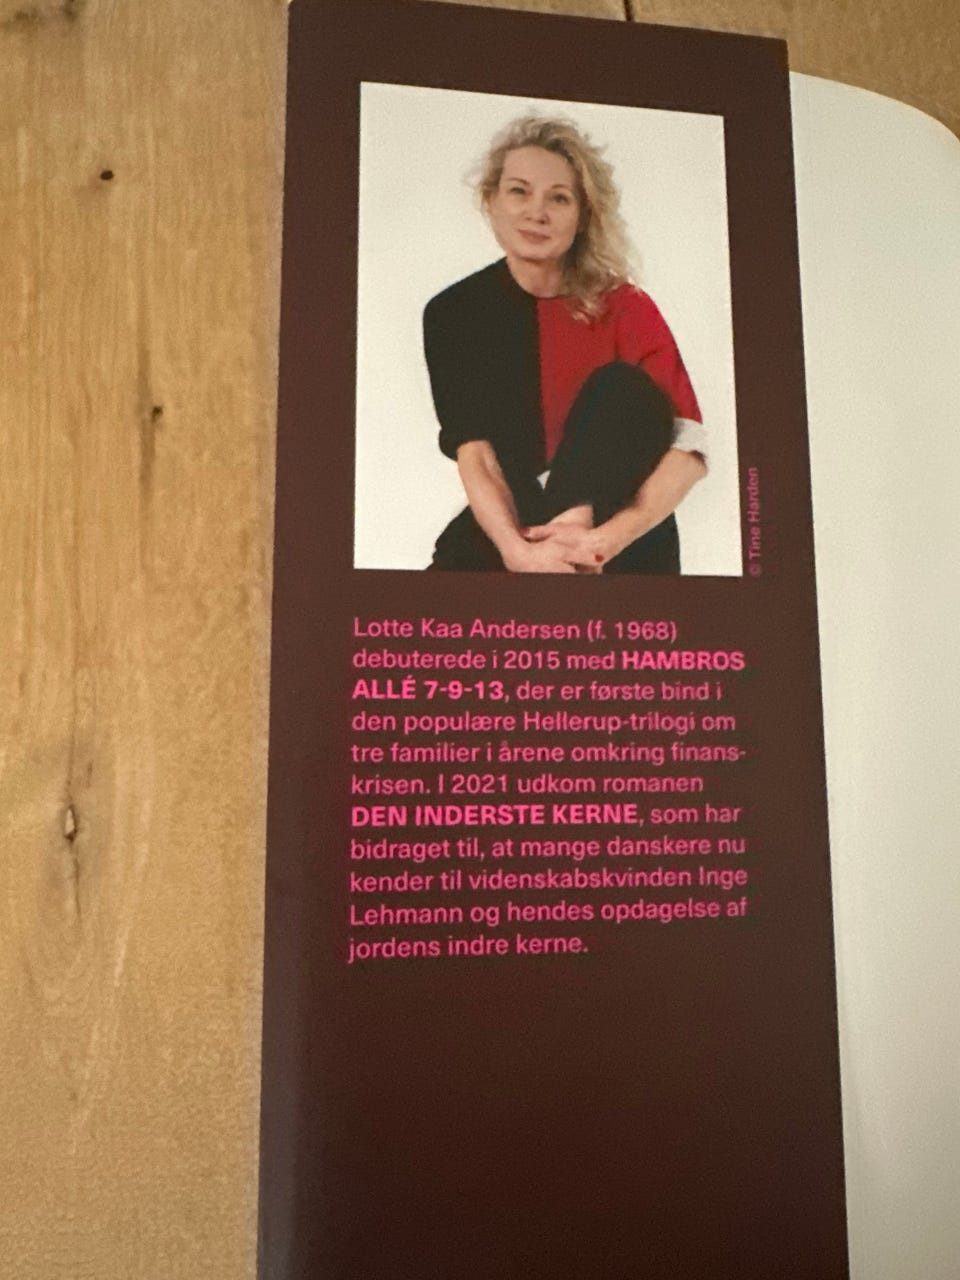 © Tine Harden
Lotte Kaa Andersen (f. 1968)
debuterede i 2015 med HAMBROS
ALLÉ 7-9-13, der er første bind i
den populære Hellerup-trilogi om
tre familier i årene omkring finans-
krisen. I 2021 udkom romanen
DEN INDERSTE KERNE, som har
bidraget til, at mange danskere nu
kender til videnskabskvinden Inge
Lehmann og hendes opdagelse af
jordens indre kerne.